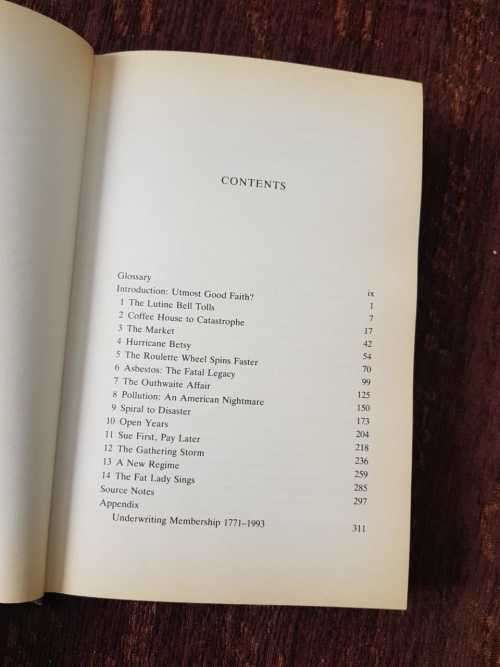 CONTENTS
Glossary ix
Introduction: Utmost Good Faith? 1
1 The Lutine Bell Tolls 7
2 Coffee House to Catastrophe 17
3 The Market 42
4 Hurricane Betsy 54
5 The Roulette Wheel Spins Faster 70
6 Asbestos: The Fatal Legacy 99
7 The Outhwaite Affair 125
8 Pollution: An American Nightmare 150
9 Spiral to Disaster 173
10 Open Years 204
11 Sue First, Pay Later 218
12 The Gathering Storm 236
13 A New Regime 259
14 The Fat Lady Sings 285
Source Notes 297
Appendix
Underwriting Membership 1771–1993 311